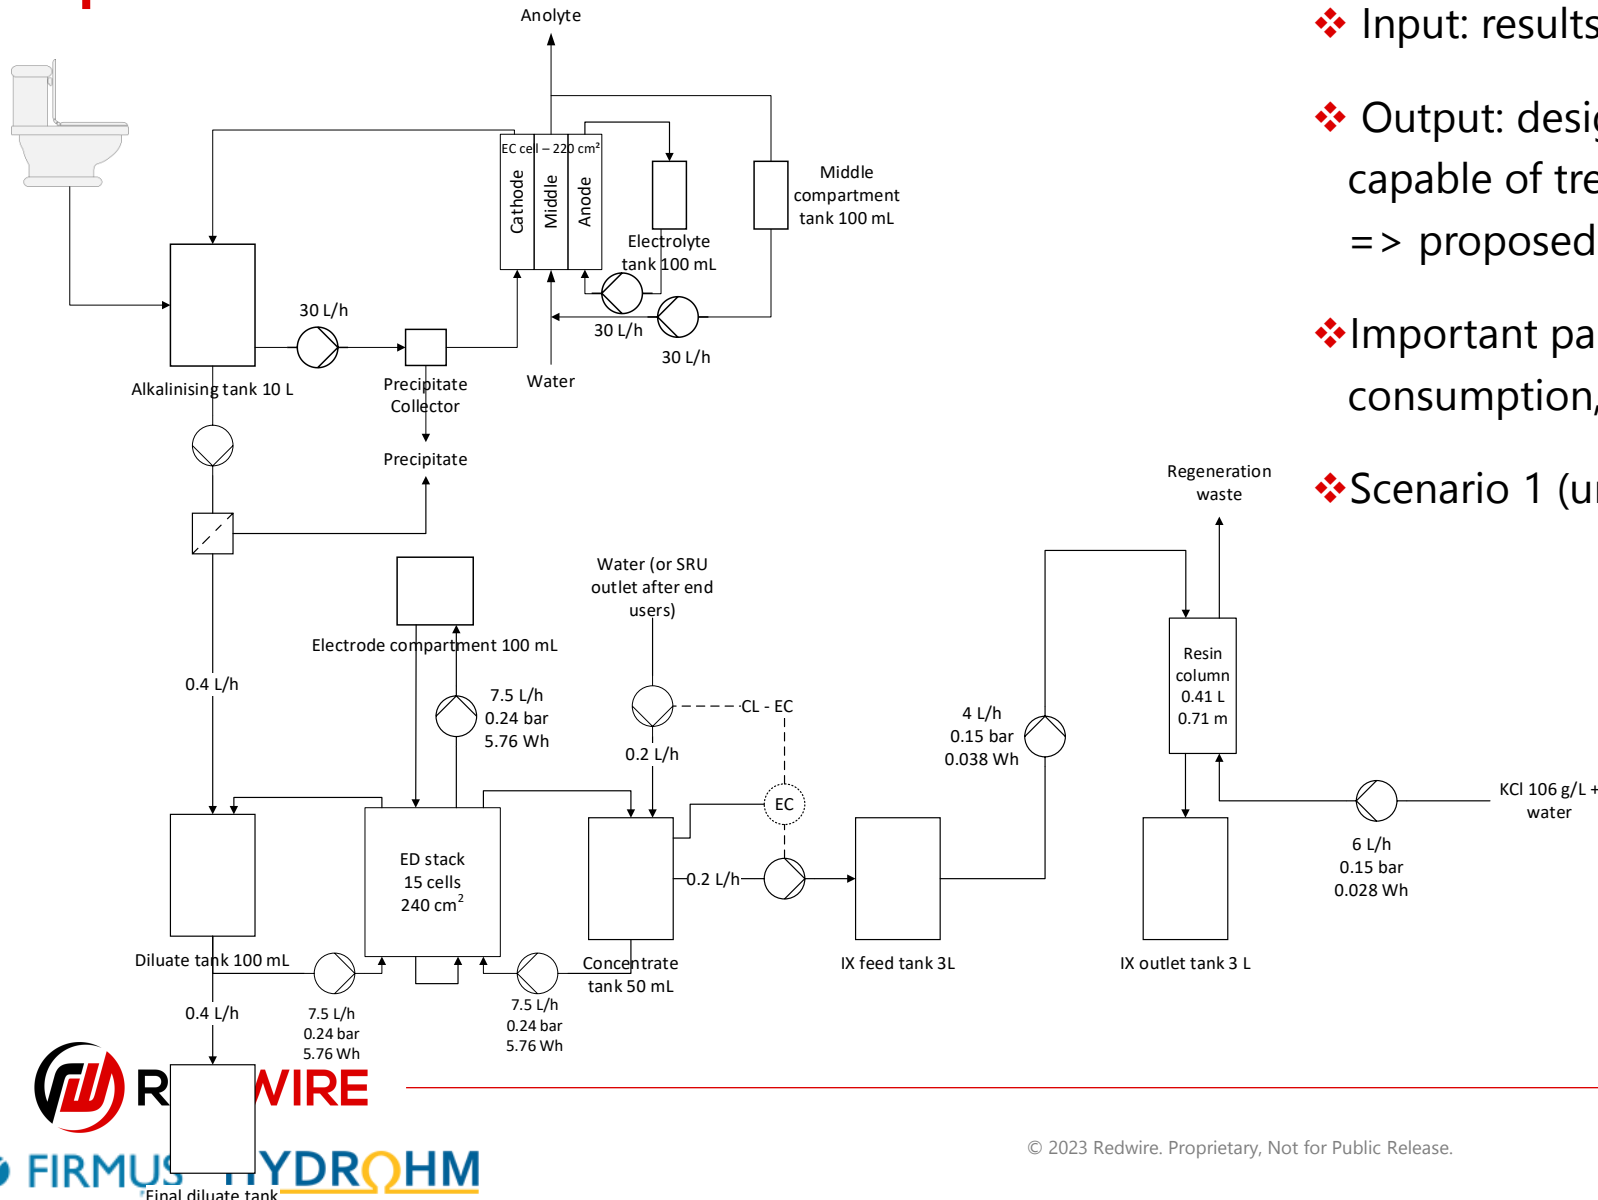 Anolyte
EC cell – 220 cm²
Cathode
Middle
Anode
Electrolyte
tank 100 mL
Middle
compartment
tank 100 mL
30 L/h
30 L/h
30 L/h
Alkalinising tank 10 L
Precipitate
Collector
Water
Precipitate
0.4 L/h
Electrode compartment 100 mL
7.5 L/h
0.24 bar
5.76 Wh
Water (or SRU
outlet after end
users)
CL - EC
0.2 L/h
EC
ED stack
15 cells
240 cm²
0.2 L/h
Diluate tank 100 mL
Concentrate
tank 50 mL
7.5 L/h
0.24 bar
5.76 Wh
7.5 L/h
0.24 bar
5.76 Wh
0.4 L/h
IX feed tank 3L
4 L/h
0.15 bar
0.038 Wh
Regeneration
waste
Resin
column
0.41 L
0.71 m
IX outlet tank 3 L
KCl 106 g/L +
water
6 L/h
0.15 bar
0.028 Wh
Final diluate tank
❖ Input: results
❖ Output: desig
capable of tre
=> proposed
❖Important pa
consumption,
❖Scenario 1 (ur
R WIRE
FIRMUS
HYDROHM
© 2023 Redwire. Proprietary, Not for Public Release.